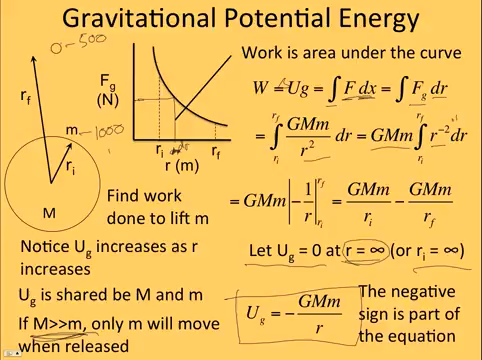 Gravitational Potential Energy
0 - 500
r_f
m - 1000
r_i
M
F_g
(N)
r_i r_f
r (m)
Find work
done to lift m
Notice U_g increases as r
increases
U_g is shared be M and m
If M>>m, only m will move
when released
Work is area under the curve
W = Ug = ∫ F dx = ∫ F_g dr
= ∫_{r_i}^{r_f} GMm/r² dr = GMm ∫_{r_i}^{r_f} r⁻² dr
= GMm |-1/r|_{r_i}^{r_f} = GMm/r_i - GMm/r_f
Let U_g = 0 at r = ∞ (or r_i = ∞)
U_g = -GMm/r
The negative
sign is part of
the equation